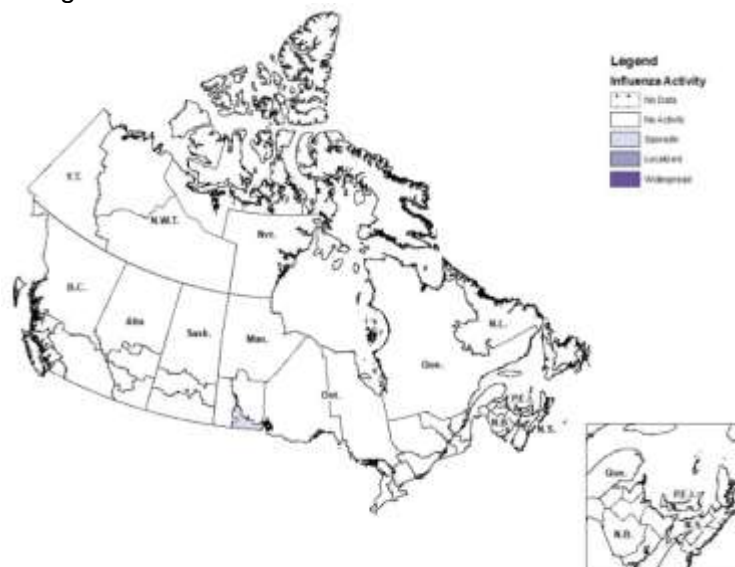 Legend
Influenza Activity
No Data
No Activity
Sporadic
Localized
Widespread
Y.T.
N.W.T.
Nvt.
B.C.
Alta.
Sask.
Man.
Ont.
Que.
N.L.
P.E.I.
N.B.
N.S.
Que.
P.E.I.
N.S.
N.B.